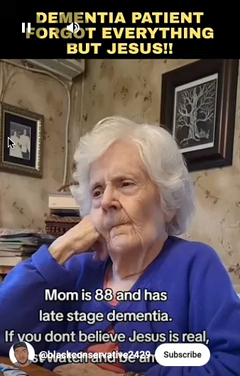 DEMENTIA PATIENT
FORGOT EVERYTHING
BUT JESUS!!
Mom is 88 and has
late stage dementia.
If you dont believe Jesus is real,
@blackconservative2429
Subscribe